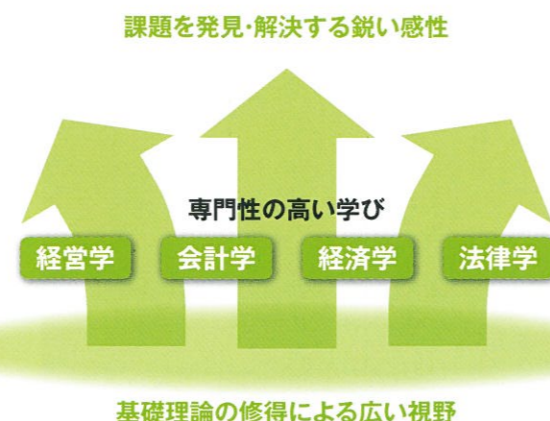 課題を発見・解決する鋭い感性
専門性の高い学び
経営学 会計学 経済学 法律学
基礎理論の修得による広い視野